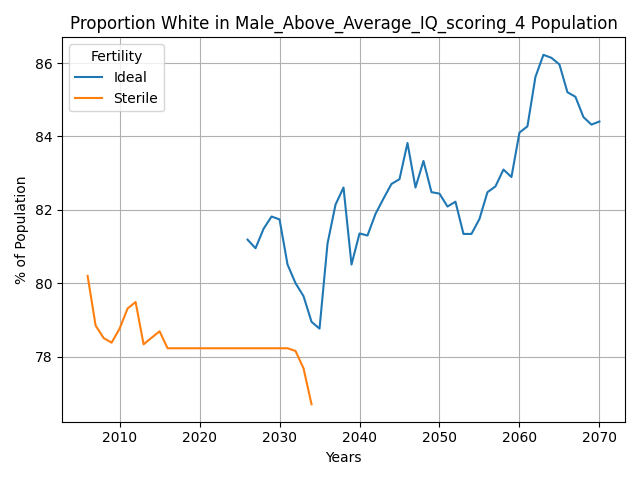 Proportion White in Male_Above_Average_IQ_scoring_4 Population
Fertility
Ideal
Sterile
% of Population
86
84
82
80
78
2010 2020 2030 2040 2050 2060 2070
Years